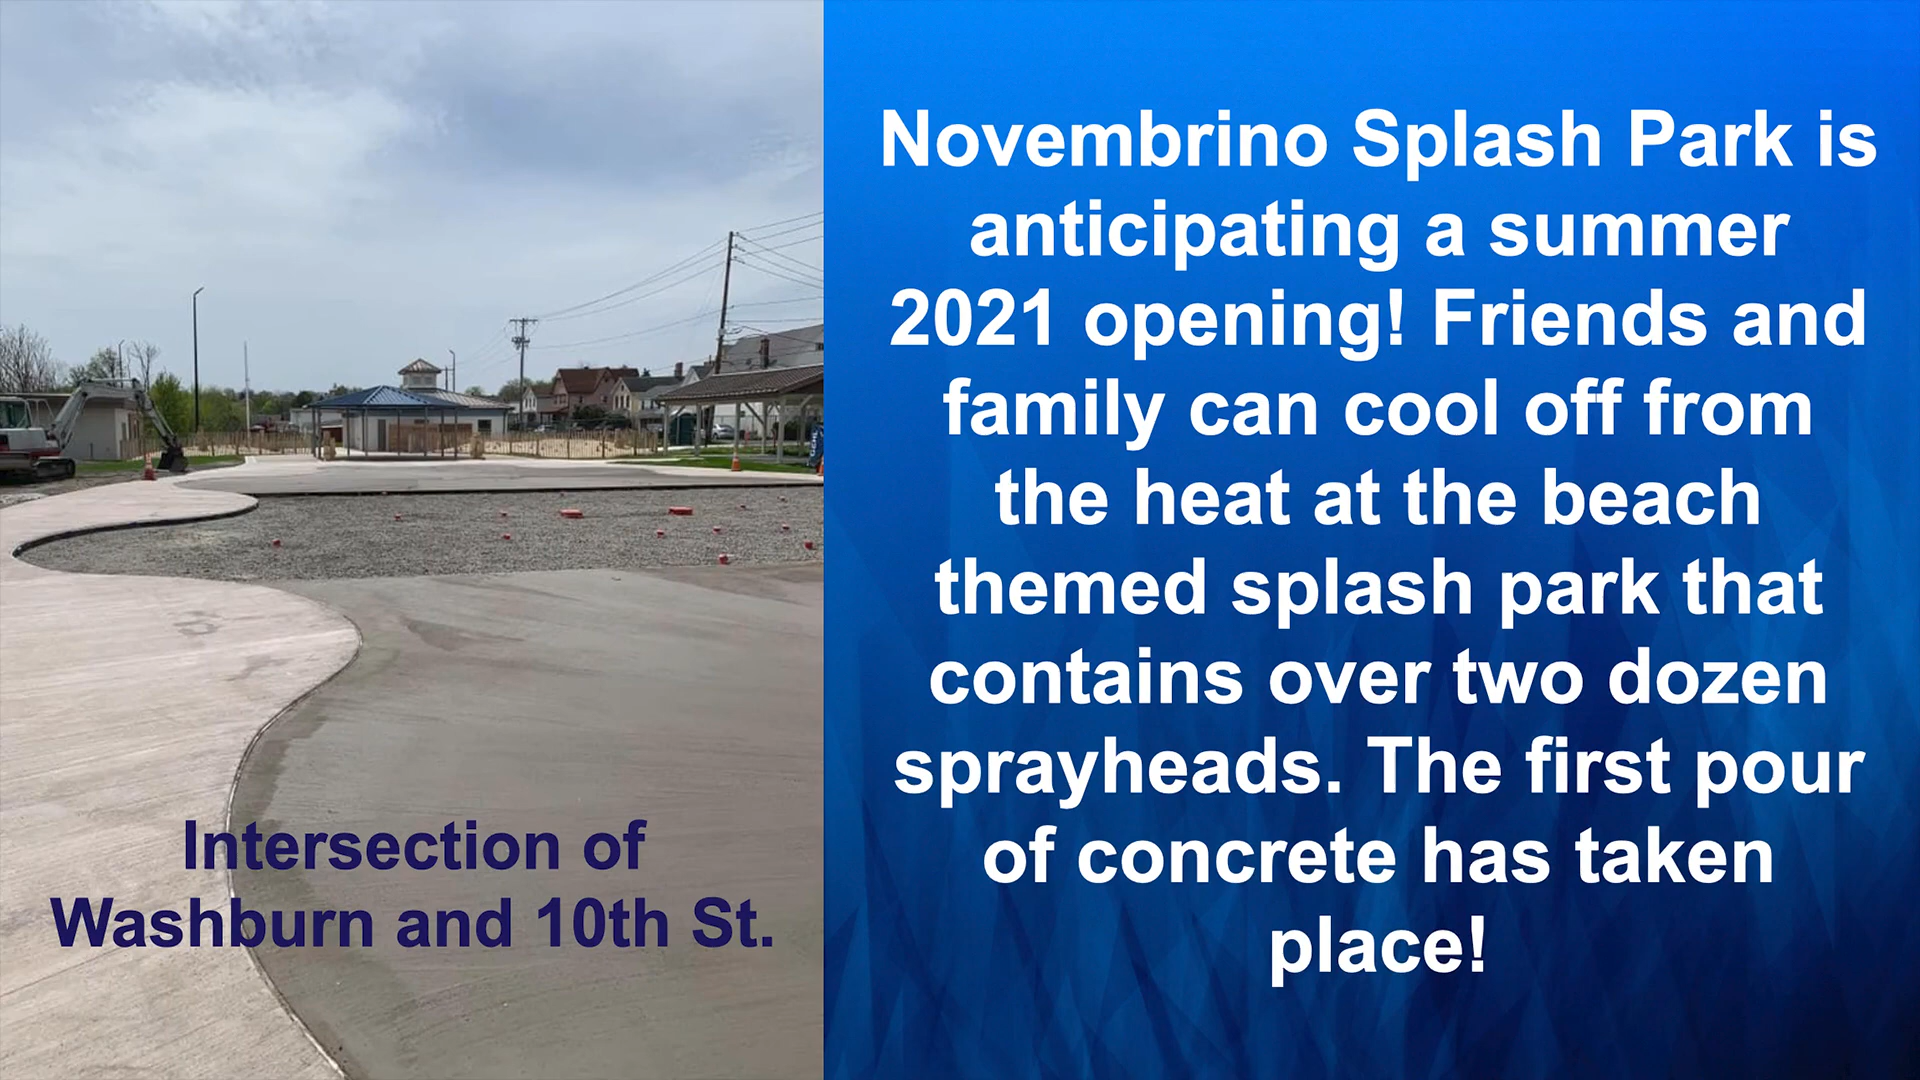 Novembrino Splash Park is
anticipating a summer
2021 opening! Friends and
family can cool off from
the heat at the beach
themed splash park that
contains over two dozen
sprayheads. The first pour
of concrete has taken
place!
Intersection of
Washburn and 10th St.